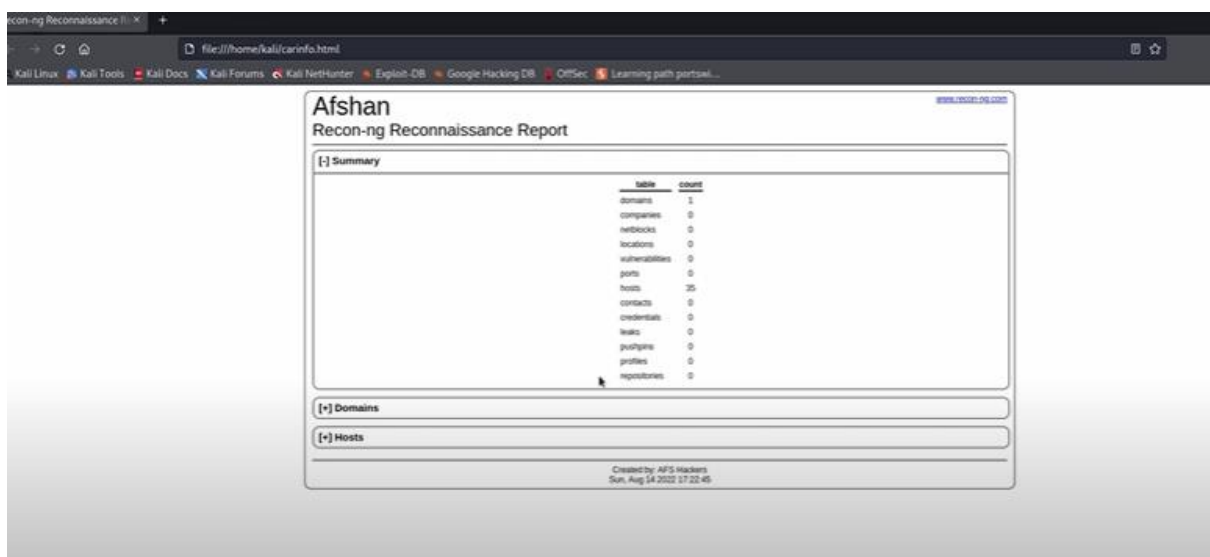 econ-ng Reconnaissance R
file:///home/kali/carinfo.html
Kali Linux Kali Tools Kali Docs Kali Forums Kali NetHunter Exploit-DB Google Hacking DB OffSec Learning path portswi...
Afshan
www.recon-ng.com
Recon-ng Reconnaissance Report
[-] Summary
table count
domains 1
companies 0
netblocks 0
locations 0
vulnerabilities 0
ports 0
hosts 35
contacts 0
credentials 0
leaks 0
pushpins 0
profiles 0
repositories 0
[+] Domains
[+] Hosts
Created by: AFS Hackers
Sun, Aug 14 2022 17:22:45